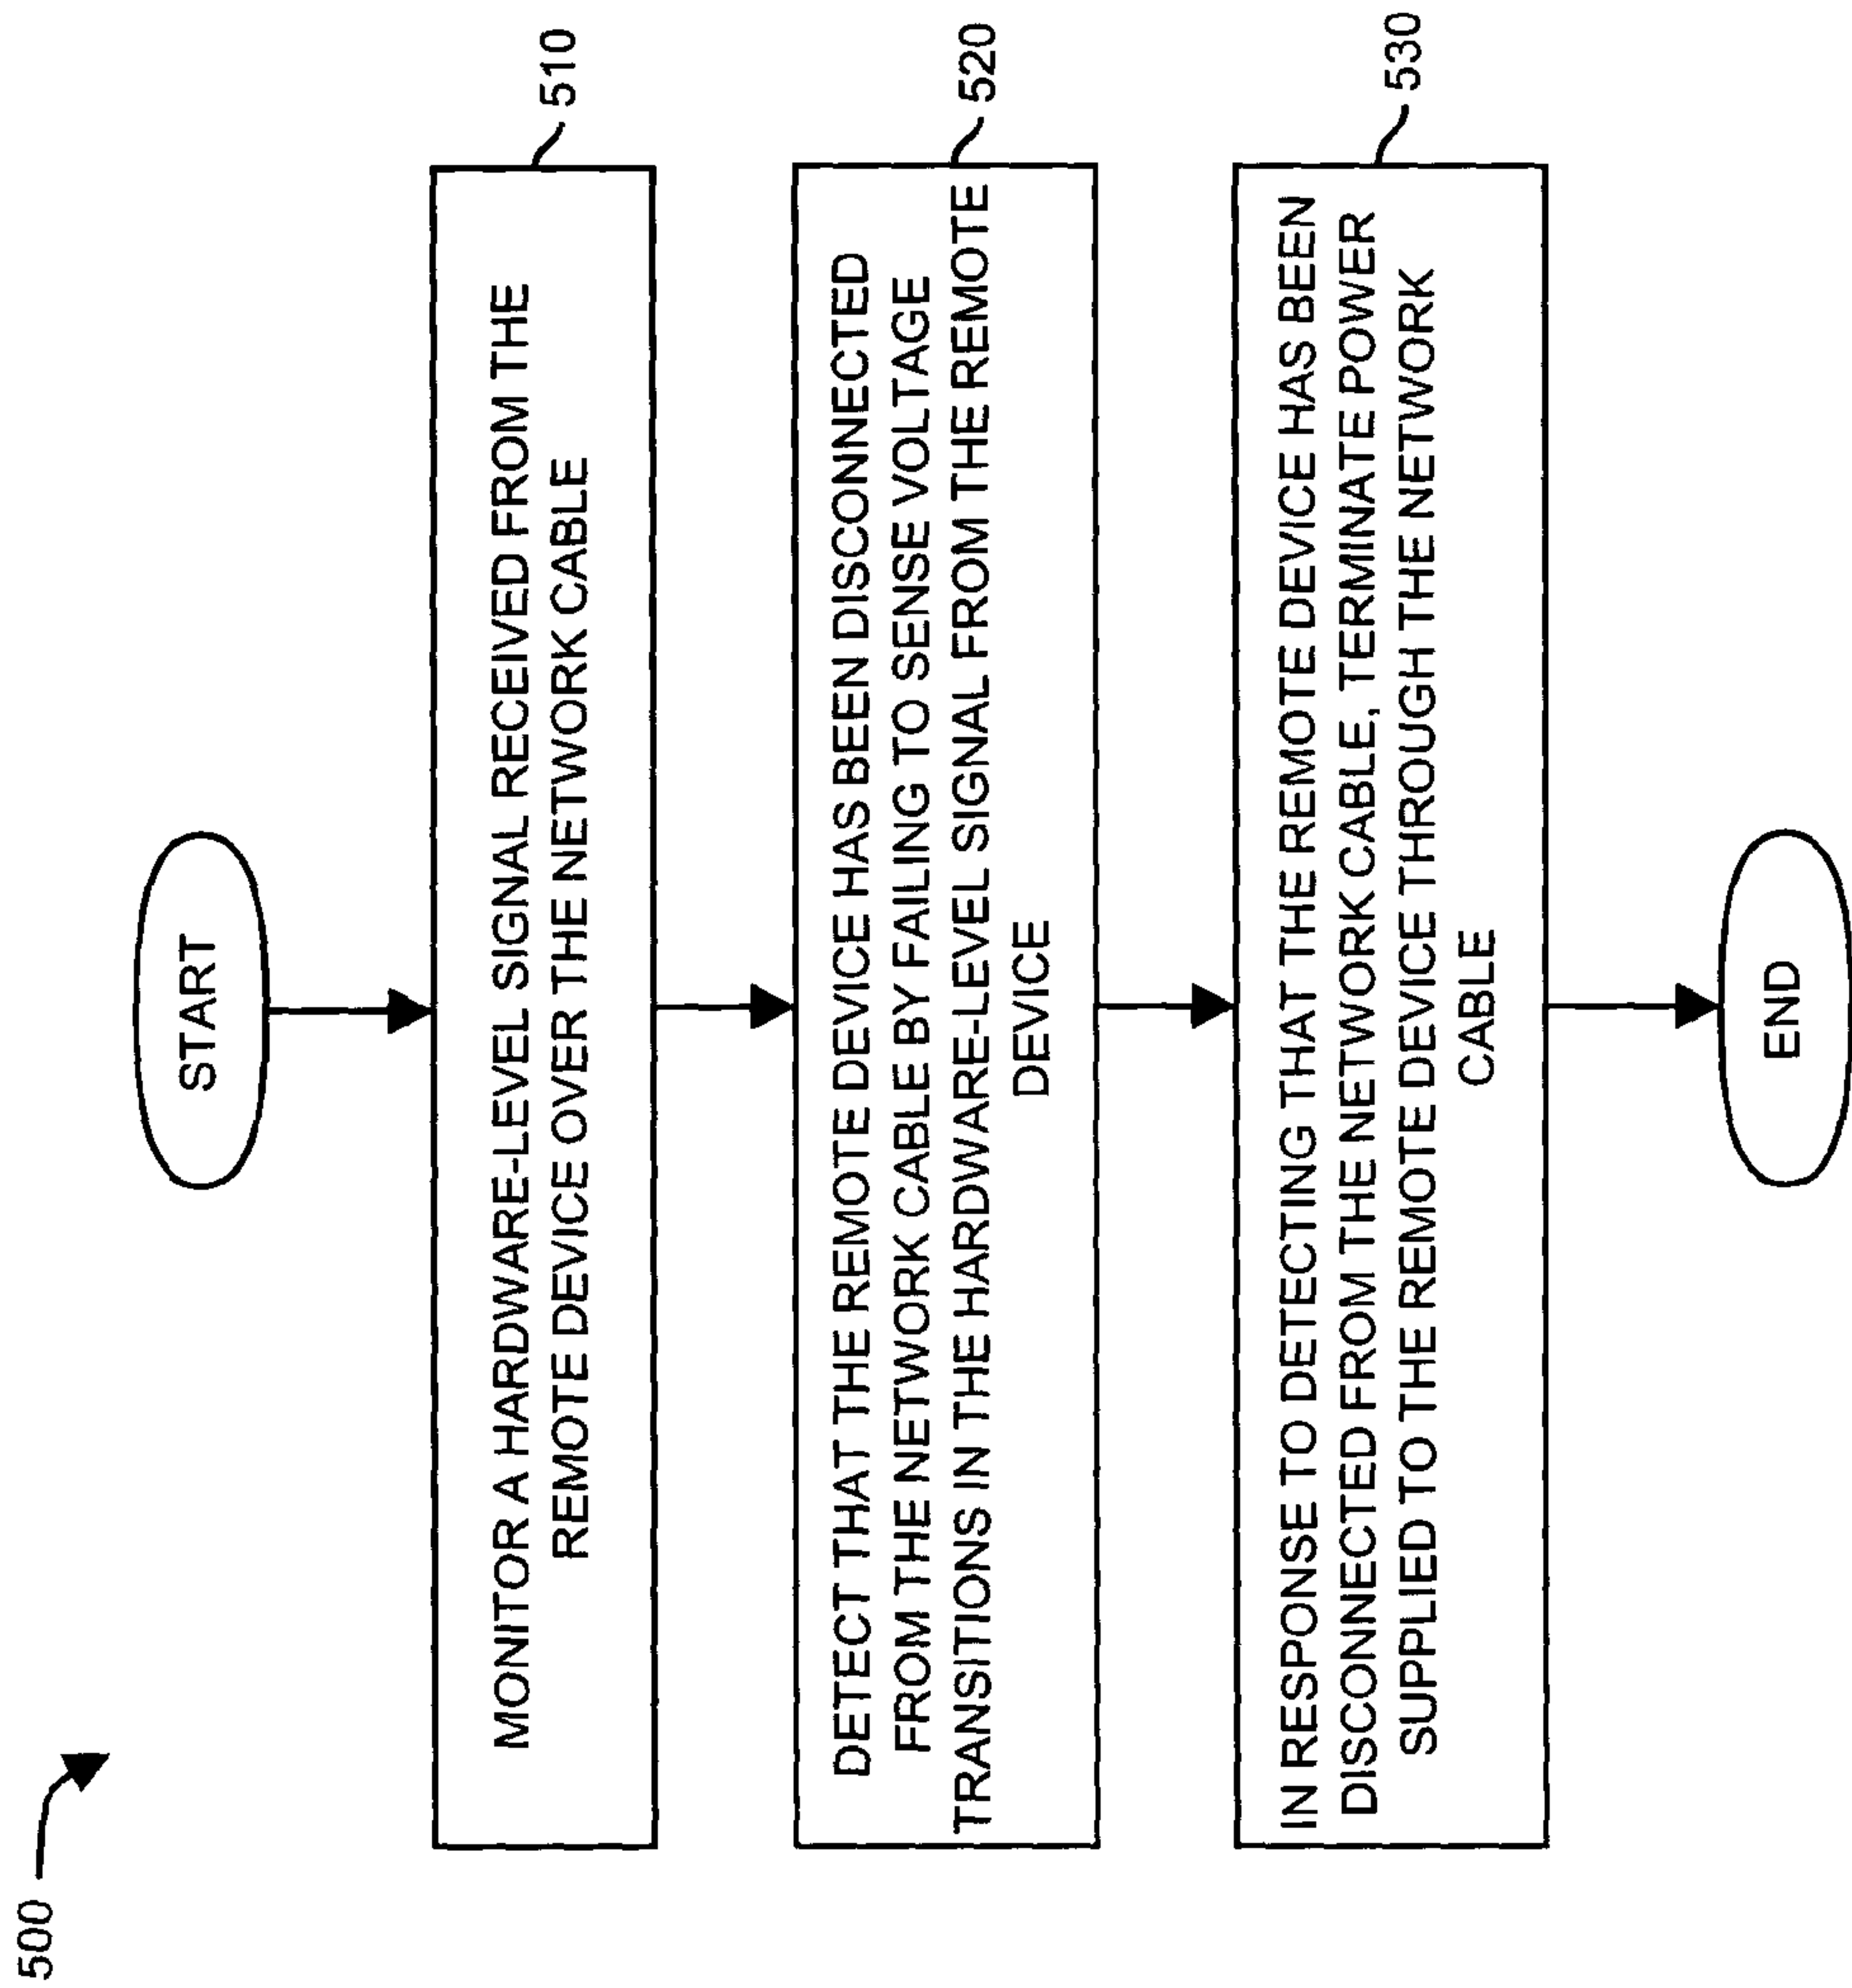 500
START
MONITOR A HARDWARE-LEVEL SIGNAL RECEIVED FROM THE
REMOTE DEVICE OVER THE NETWORK CABLE
510
DETECT THAT THE REMOTE DEVICE HAS BEEN DISCONNECTED
FROM THE NETWORK CABLE BY FAILING TO SENSE VOLTAGE
TRANSITIONS IN THE HARDWARE-LEVEL SIGNAL FROM THE REMOTE
DEVICE
520
IN RESPONSE TO DETECTING THAT THE REMOTE DEVICE HAS BEEN
DISCONNECTED FROM THE NETWORK CABLE, TERMINATE POWER
SUPPLIED TO THE REMOTE DEVICE THROUGH THE NETWORK
CABLE
530
END